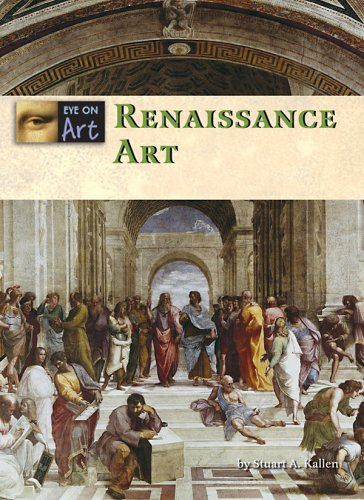 EYE ON
Art
RENAISSANCE
ART
by Stuart A. Kallen